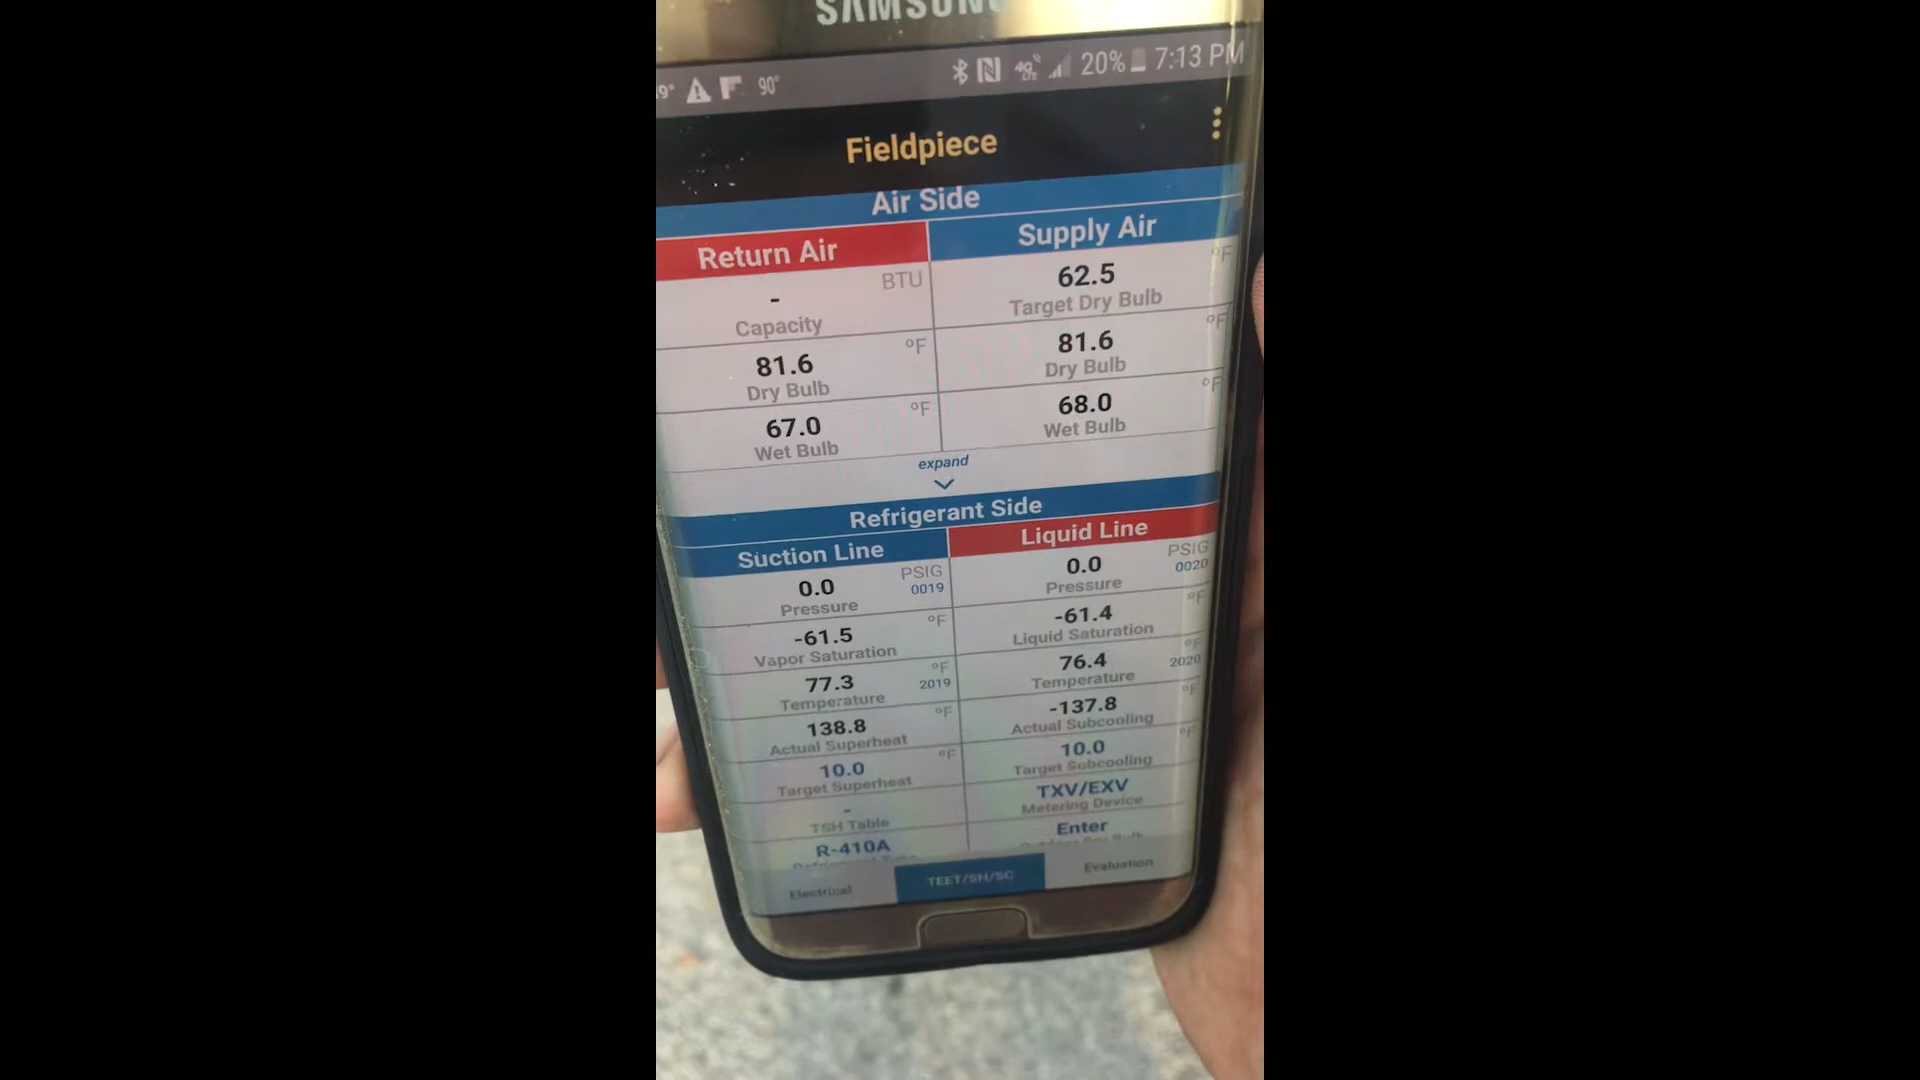 SAMSUNG
9° 90° 4G LTE 20% 7:13 PM
Fieldpiece
Air Side
Return Air Supply Air
- BTU 62.5 °F
Capacity Target Dry Bulb
81.6 °F 81.6 °F
Dry Bulb Dry Bulb
67.0 °F 68.0 °F
Wet Bulb Wet Bulb
expand
Refrigerant Side
Suction Line Liquid Line
0.0 PSIG 0.0 PSIG
Pressure 0019 Pressure 0020
-61.5 °F -61.4 °F
Vapor Saturation Liquid Saturation
77.3 °F 76.4 °F
Temperature 2019 Temperature 2020
138.8 °F -137.8 °F
Actual Superheat Actual Subcooling
10.0 °F 10.0 °F
Target Superheat Target Subcooling
- TXV/EXV
TSH Table Metering Device
R-410A Enter
Electrical TEET/SH/SC Evaluation